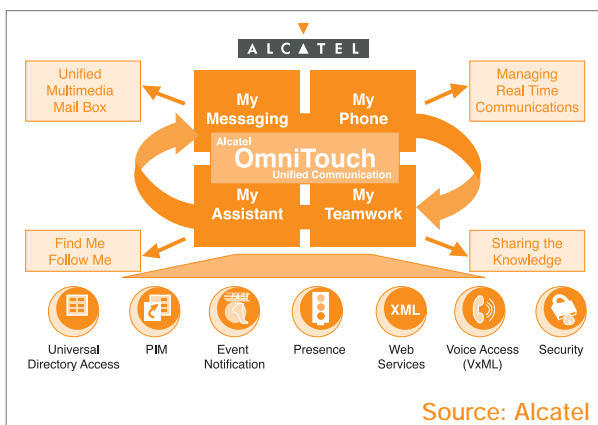 ALCATEL
Unified
Multimedia
Mail Box
My
Messaging
My
Phone
Managing
Real Time
Communications
Alcatel
OmniTouch
Unified Communication
My
Assistant
My
Teamwork
Find Me
Follow Me
Sharing the
Knowledge
FAST
XML
Universal
Directory Access
PIM
Event
Notification
Presence
Web
Services
Voice Access
(VxML)
Security
Source: Alcatel